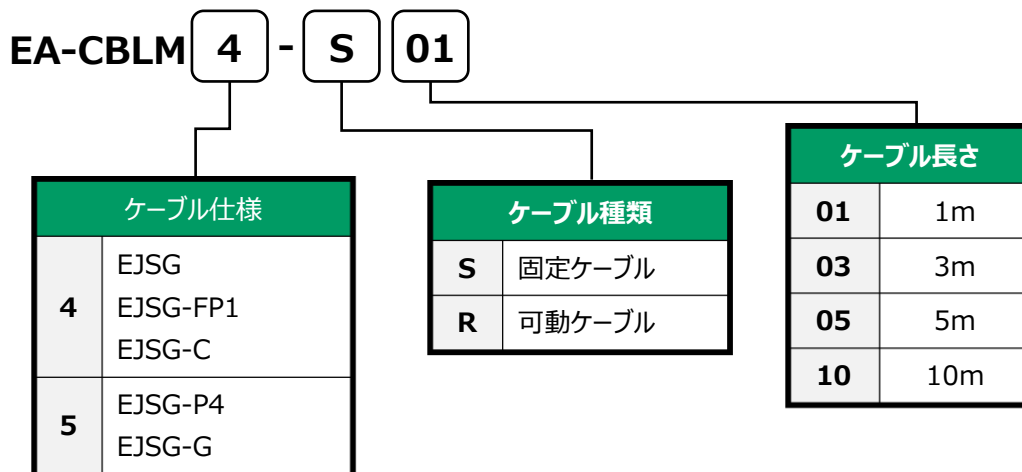 EA-CBLM 4 - S 01
ケーブル仕様
4
EJSG
EJSG-FP1
EJSG-C
5
EJSG-P4
EJSG-G
ケーブル種類
S 固定ケーブル
R 可動ケーブル
ケーブル長さ
01 1m
03 3m
05 5m
10 10m